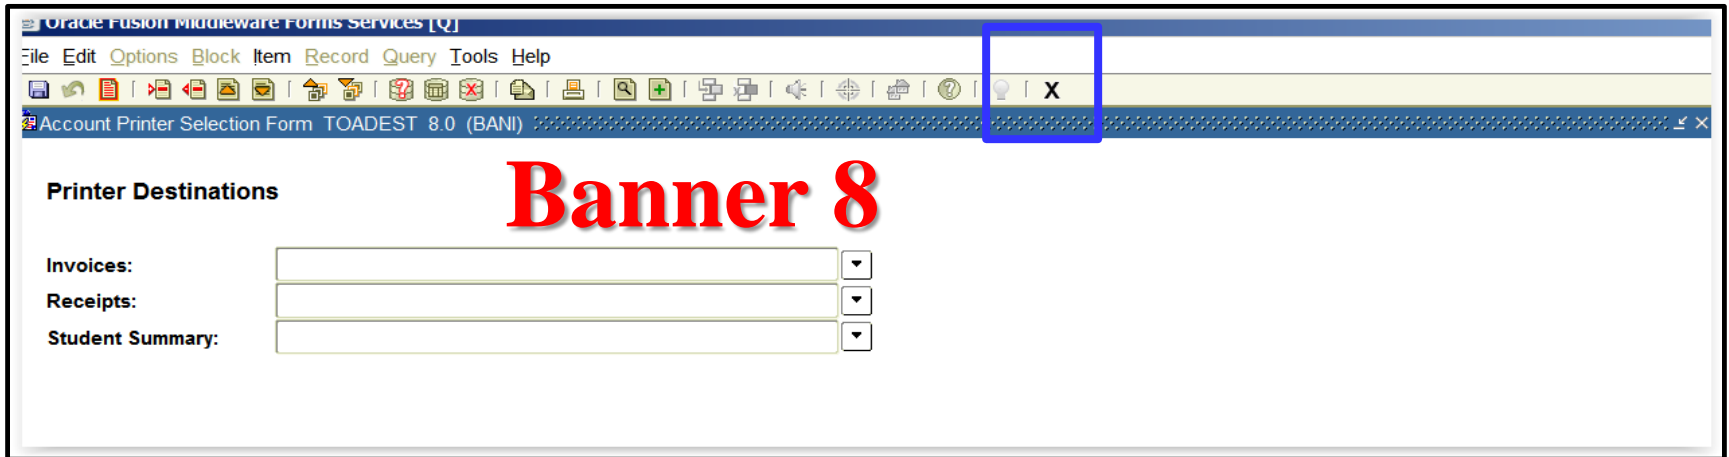 Oracle Fusion Middleware Forms Services [Q]
File Edit Options Block Item Record Query Tools Help
X
Account Printer Selection Form TOADEST 8.0 (BANI)
Printer Destinations
Banner 8
Invoices:
Receipts:
Student Summary: